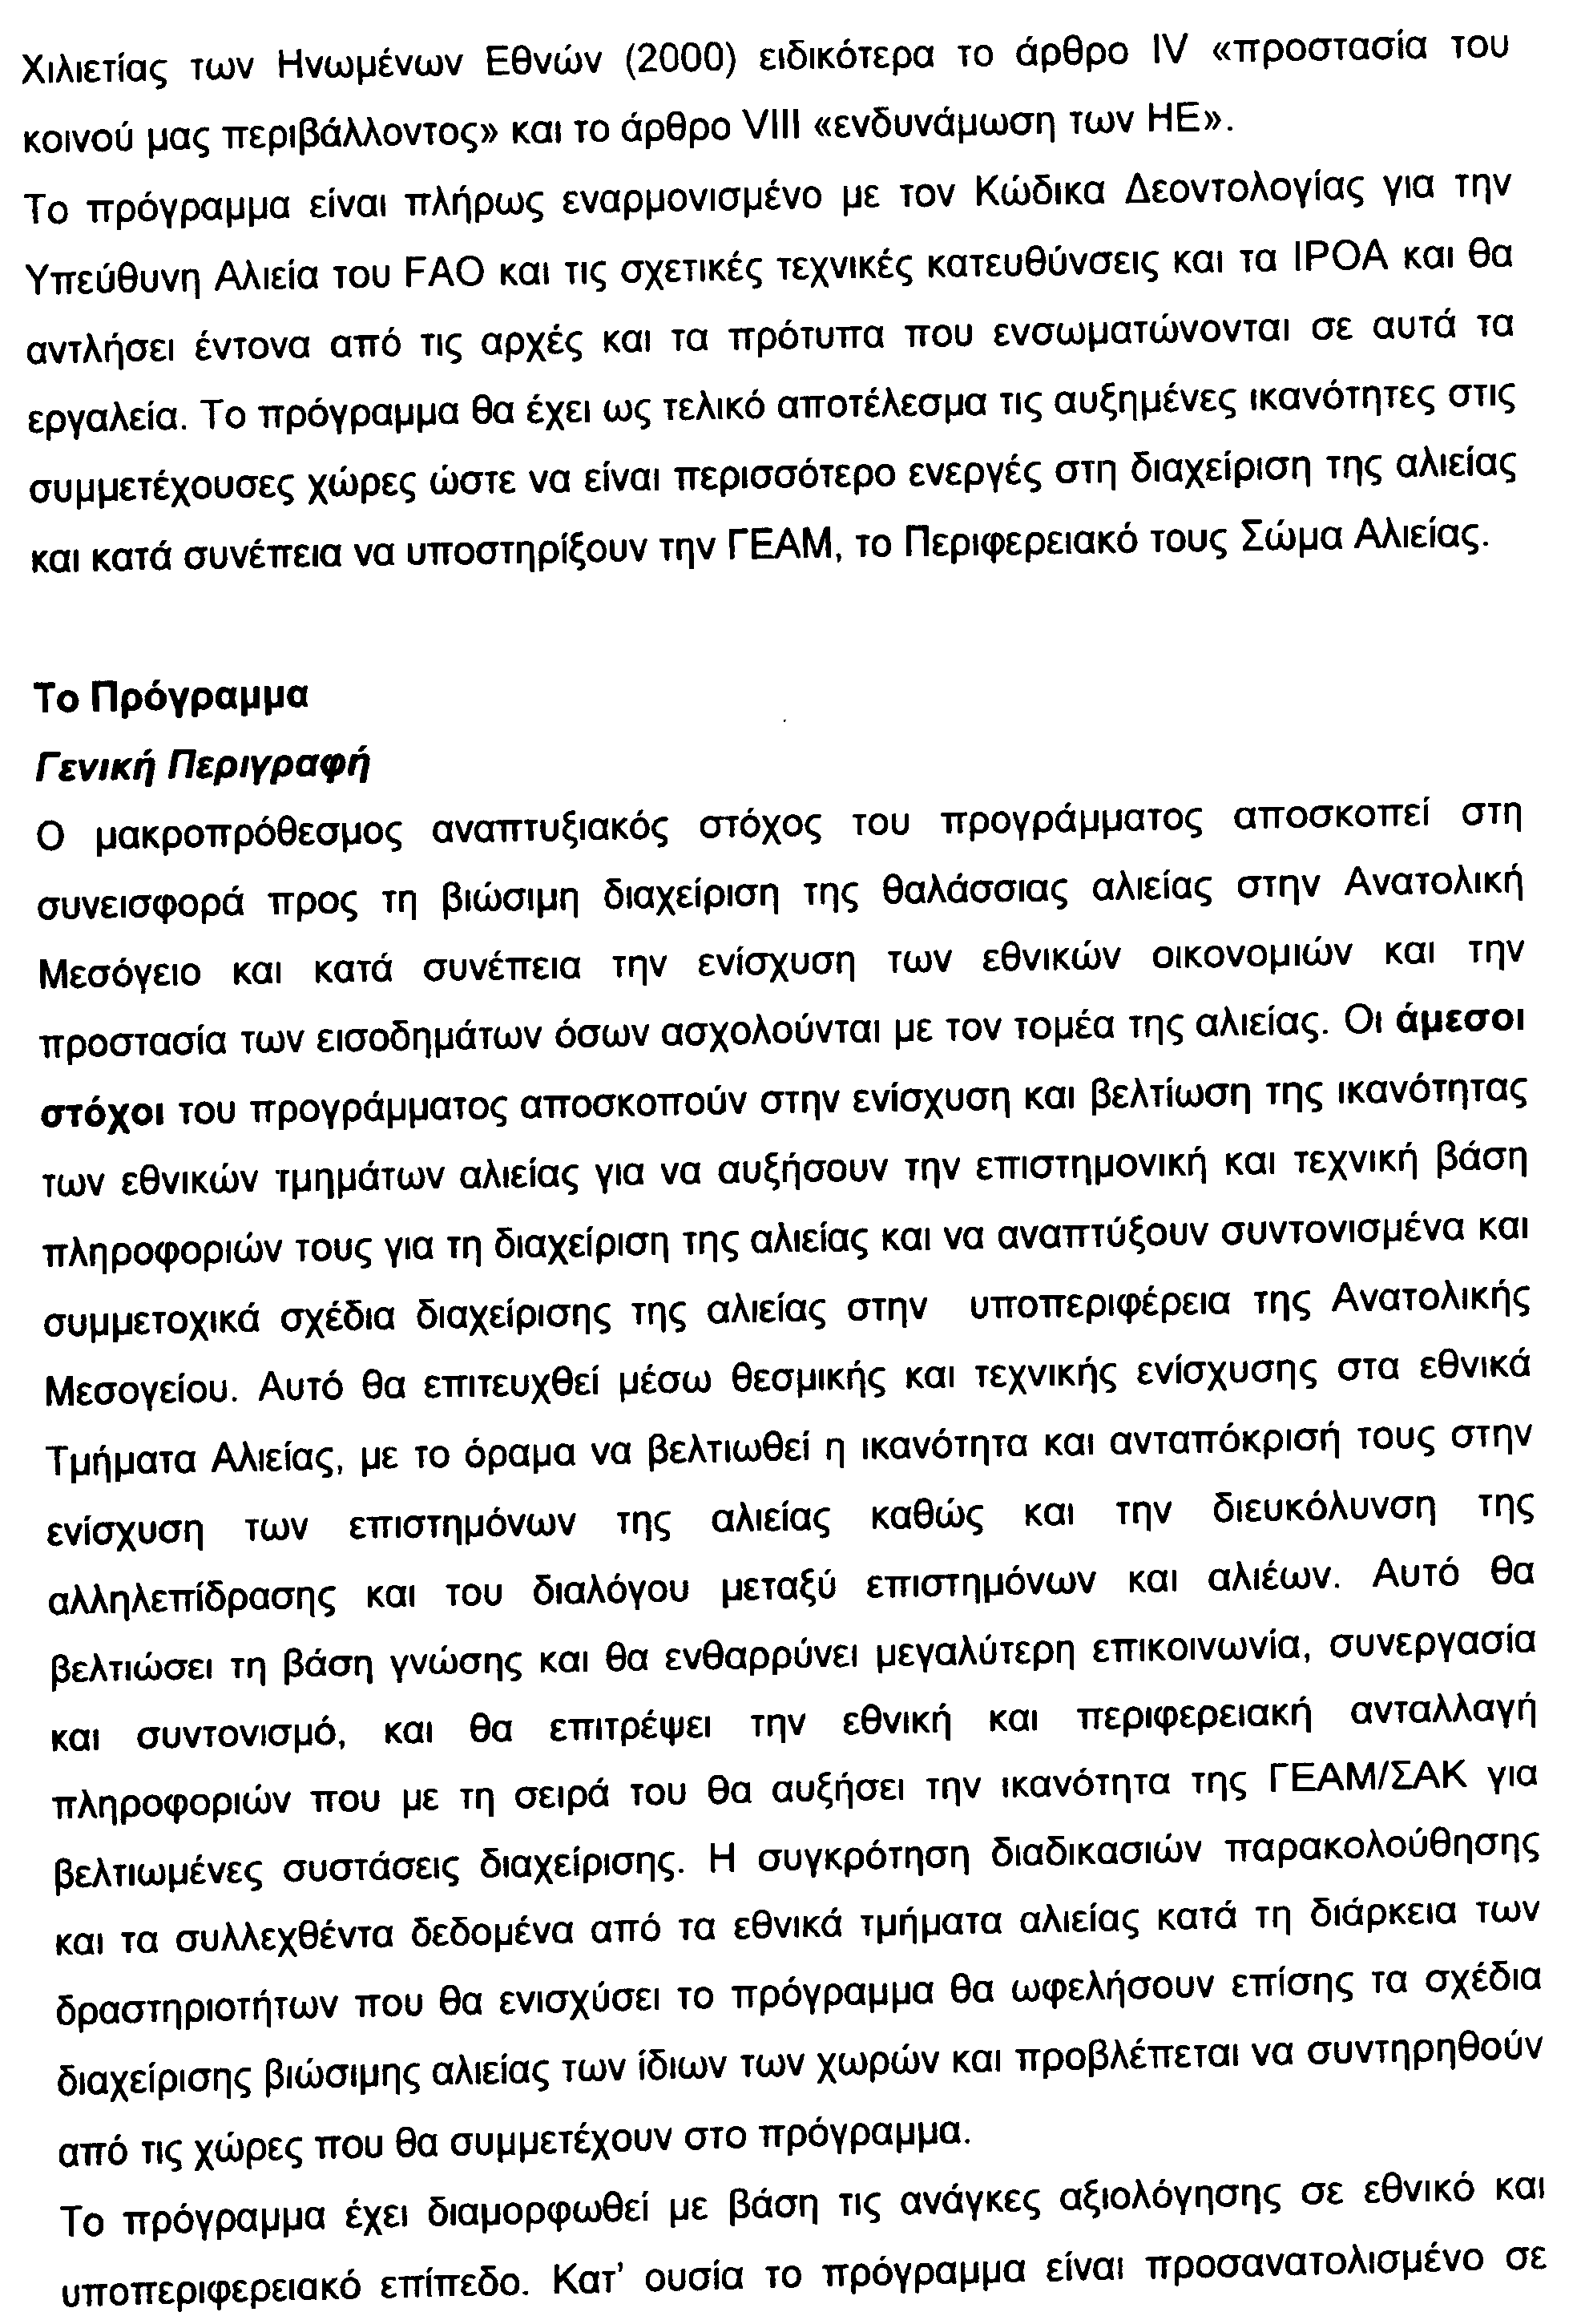 Χιλιετίας των Ηνωμένων Εθνών (2000) ειδικότερα το άρθρο IV «προστασία του
κοινού μας περιβάλλοντος» και το άρθρο VIII «ενδυνάμωση των ΗΕ».
Το πρόγραμμα είναι πλήρως εναρμονισμένο με τον Κώδικα Δεοντολογίας για την
Υπεύθυνη Αλιεία του FAO και τις σχετικές τεχνικές κατευθύνσεις και τα IPOA και θα
αντλήσει έντονα από τις αρχές και τα πρότυπα που ενσωματώνονται σε αυτά τα
εργαλεία. Το πρόγραμμα θα έχει ως τελικό αποτέλεσμα τις αυξημένες ικανότητες στις
συμμετέχουσες χώρες ώστε να είναι περισσότερο ενεργές στη διαχείριση της αλιείας
και κατά συνέπεια να υποστηρίξουν την ΓΕΑΜ, το Περιφερειακό τους Σώμα Αλιείας.
Το Πρόγραμμα
Γενική Περιγραφή
Ο μακροπρόθεσμος αναπτυξιακός στόχος του προγράμματος αποσκοπεί στη
συνεισφορά προς τη βιώσιμη διαχείριση της θαλάσσιας αλιείας στην Ανατολική
Μεσόγειο και κατά συνέπεια την ενίσχυση των εθνικών οικονομιών και την
προστασία των εισοδημάτων όσων ασχολούνται με τον τομέα της αλιείας. Οι άμεσοι
στόχοι του προγράμματος αποσκοπούν στην ενίσχυση και βελτίωση της ικανότητας
των εθνικών τμημάτων αλιείας για να αυξήσουν την επιστημονική και τεχνική βάση
πληροφοριών τους για τη διαχείριση της αλιείας και να αναπτύξουν συντονισμένα και
συμμετοχικά σχέδια διαχείρισης της αλιείας στην υποπεριφέρεια της Ανατολικής
Μεσογείου. Αυτό θα επιτευχθεί μέσω θεσμικής και τεχνικής ενίσχυσης στα εθνικά
Τμήματα Αλιείας, με το όραμα να βελτιωθεί η ικανότητα και ανταπόκρισή τους στην
ενίσχυση των επιστημόνων της αλιείας καθώς και την διευκόλυνση της
αλληλεπίδρασης και του διαλόγου μεταξύ επιστημόνων και αλιέων. Αυτό θα
βελτιώσει τη βάση γνώσης και θα ενθαρρύνει μεγαλύτερη επικοινωνία, συνεργασία
και συντονισμό, και θα επιτρέψει την εθνική και περιφερειακή ανταλλαγή
πληροφοριών που με τη σειρά του θα αυξήσει την ικανότητα της ΓΕΑΜ/ΣΑΚ για
βελτιωμένες συστάσεις διαχείρισης. Η συγκρότηση διαδικασιών παρακολούθησης
και τα συλλεχθέντα δεδομένα από τα εθνικά τμήματα αλιείας κατά τη διάρκεια των
δραστηριοτήτων που θα ενισχύσει το πρόγραμμα θα ωφελήσουν επίσης τα σχέδια
διαχείρισης βιώσιμης αλιείας των ίδιων των χωρών και προβλέπεται να συντηρηθούν
από τις χώρες που θα συμμετέχουν στο πρόγραμμα.
Το πρόγραμμα έχει διαμορφωθεί με βάση τις ανάγκες αξιολόγησης σε εθνικό και
υποπεριφερειακό επίπεδο. Κατ' ουσία το πρόγραμμα είναι προσανατολισμένο σε